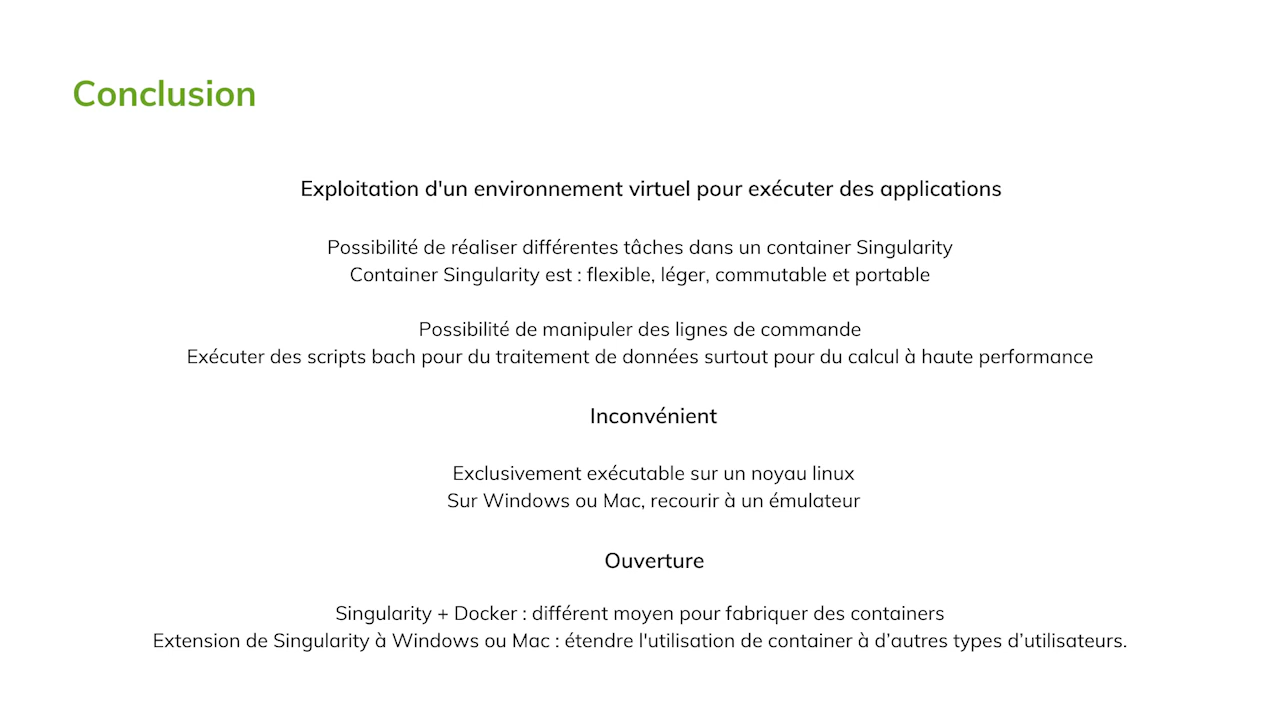 Conclusion
Exploitation d'un environnement virtuel pour exécuter des applications
Possibilité de réaliser différentes tâches dans un container Singularity
Container Singularity est : flexible, léger, commutable et portable
Possibilité de manipuler des lignes de commande
Exécuter des scripts bach pour du traitement de données surtout pour du calcul à haute performance
Inconvénient
Exclusivement exécutable sur un noyau linux
Sur Windows ou Mac, recourir à un émulateur
Ouverture
Singularity + Docker : différent moyen pour fabriquer des containers
Extension de Singularity à Windows ou Mac : étendre l'utilisation de container à d’autres types d’utilisateurs.